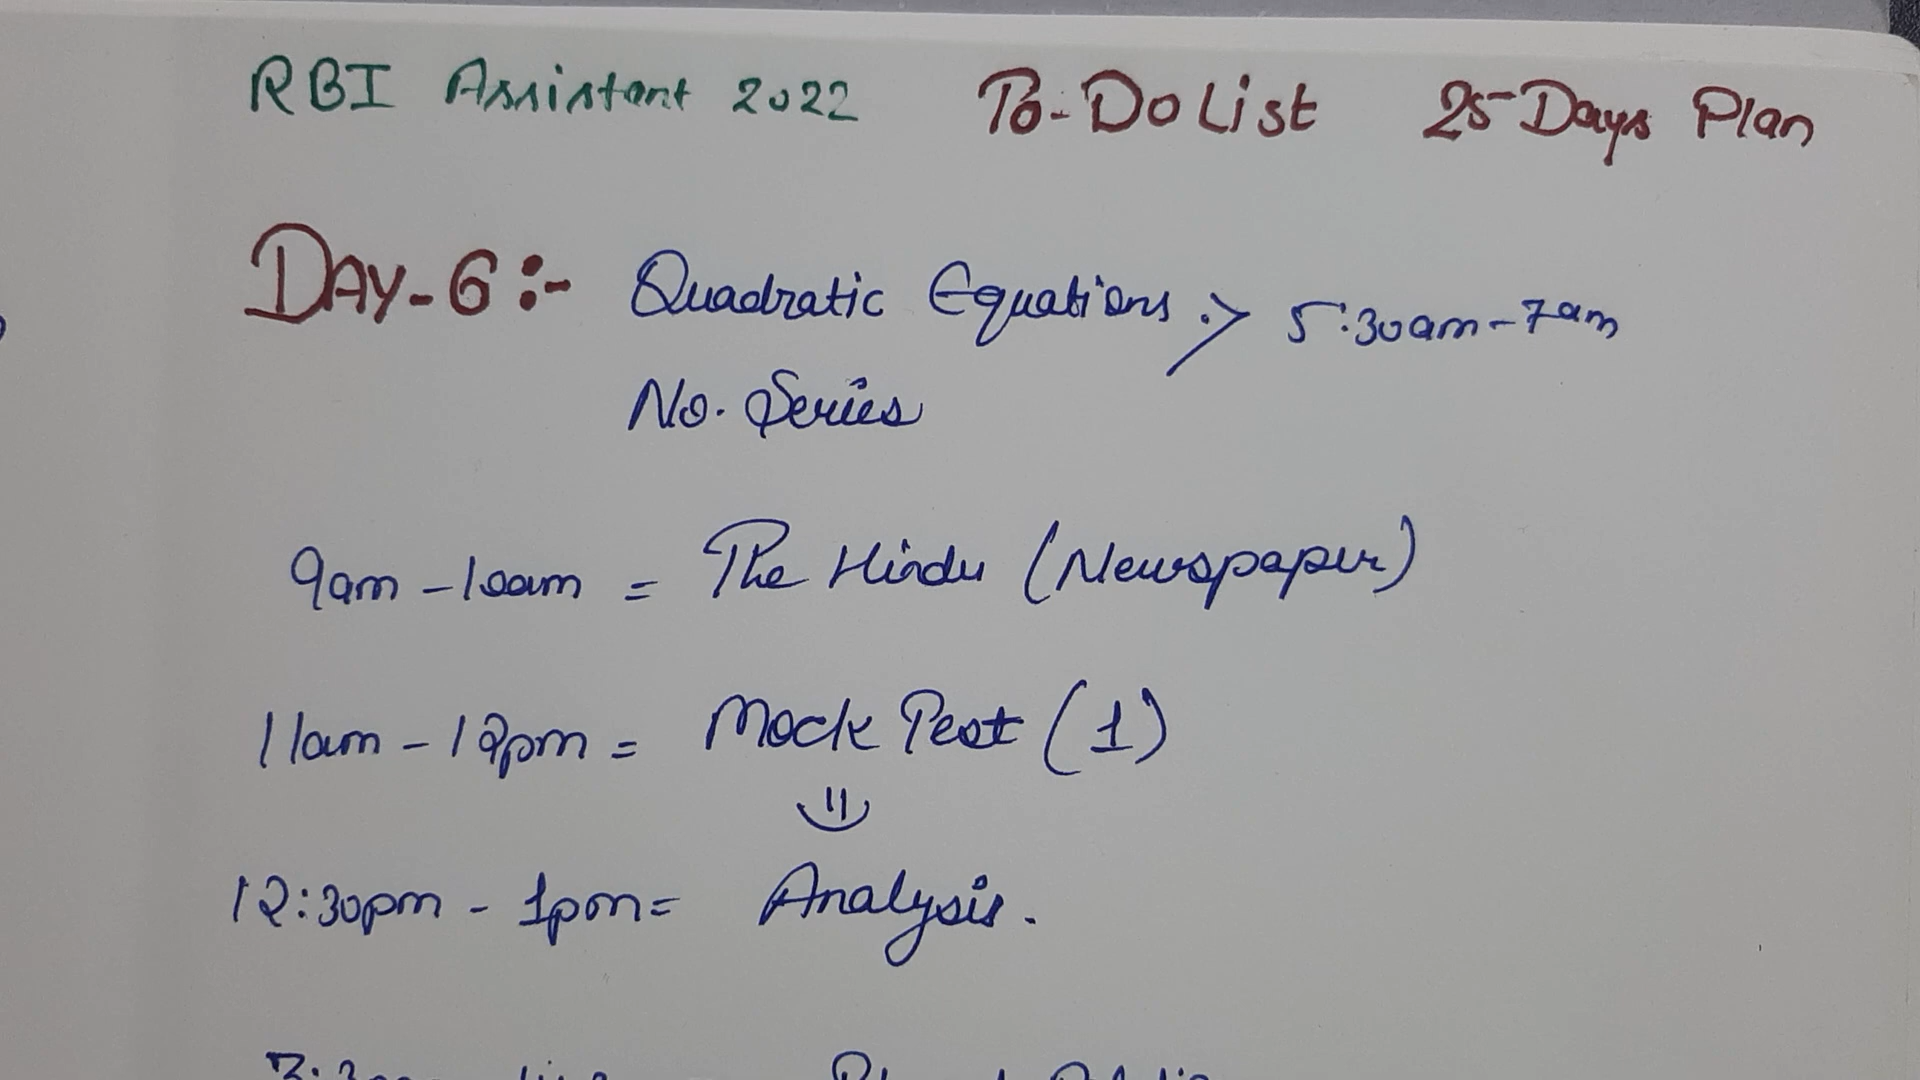 RBI Assistant 2022 To-Do List 25 Days Plan
DAY-6:- Quadratic Equations :> 5:30am-7am
No. Series
9am-10am = The Hindu (Newspaper)
11am-12pm = Mock Test (1)
12:30pm - 1pm = Analysis.